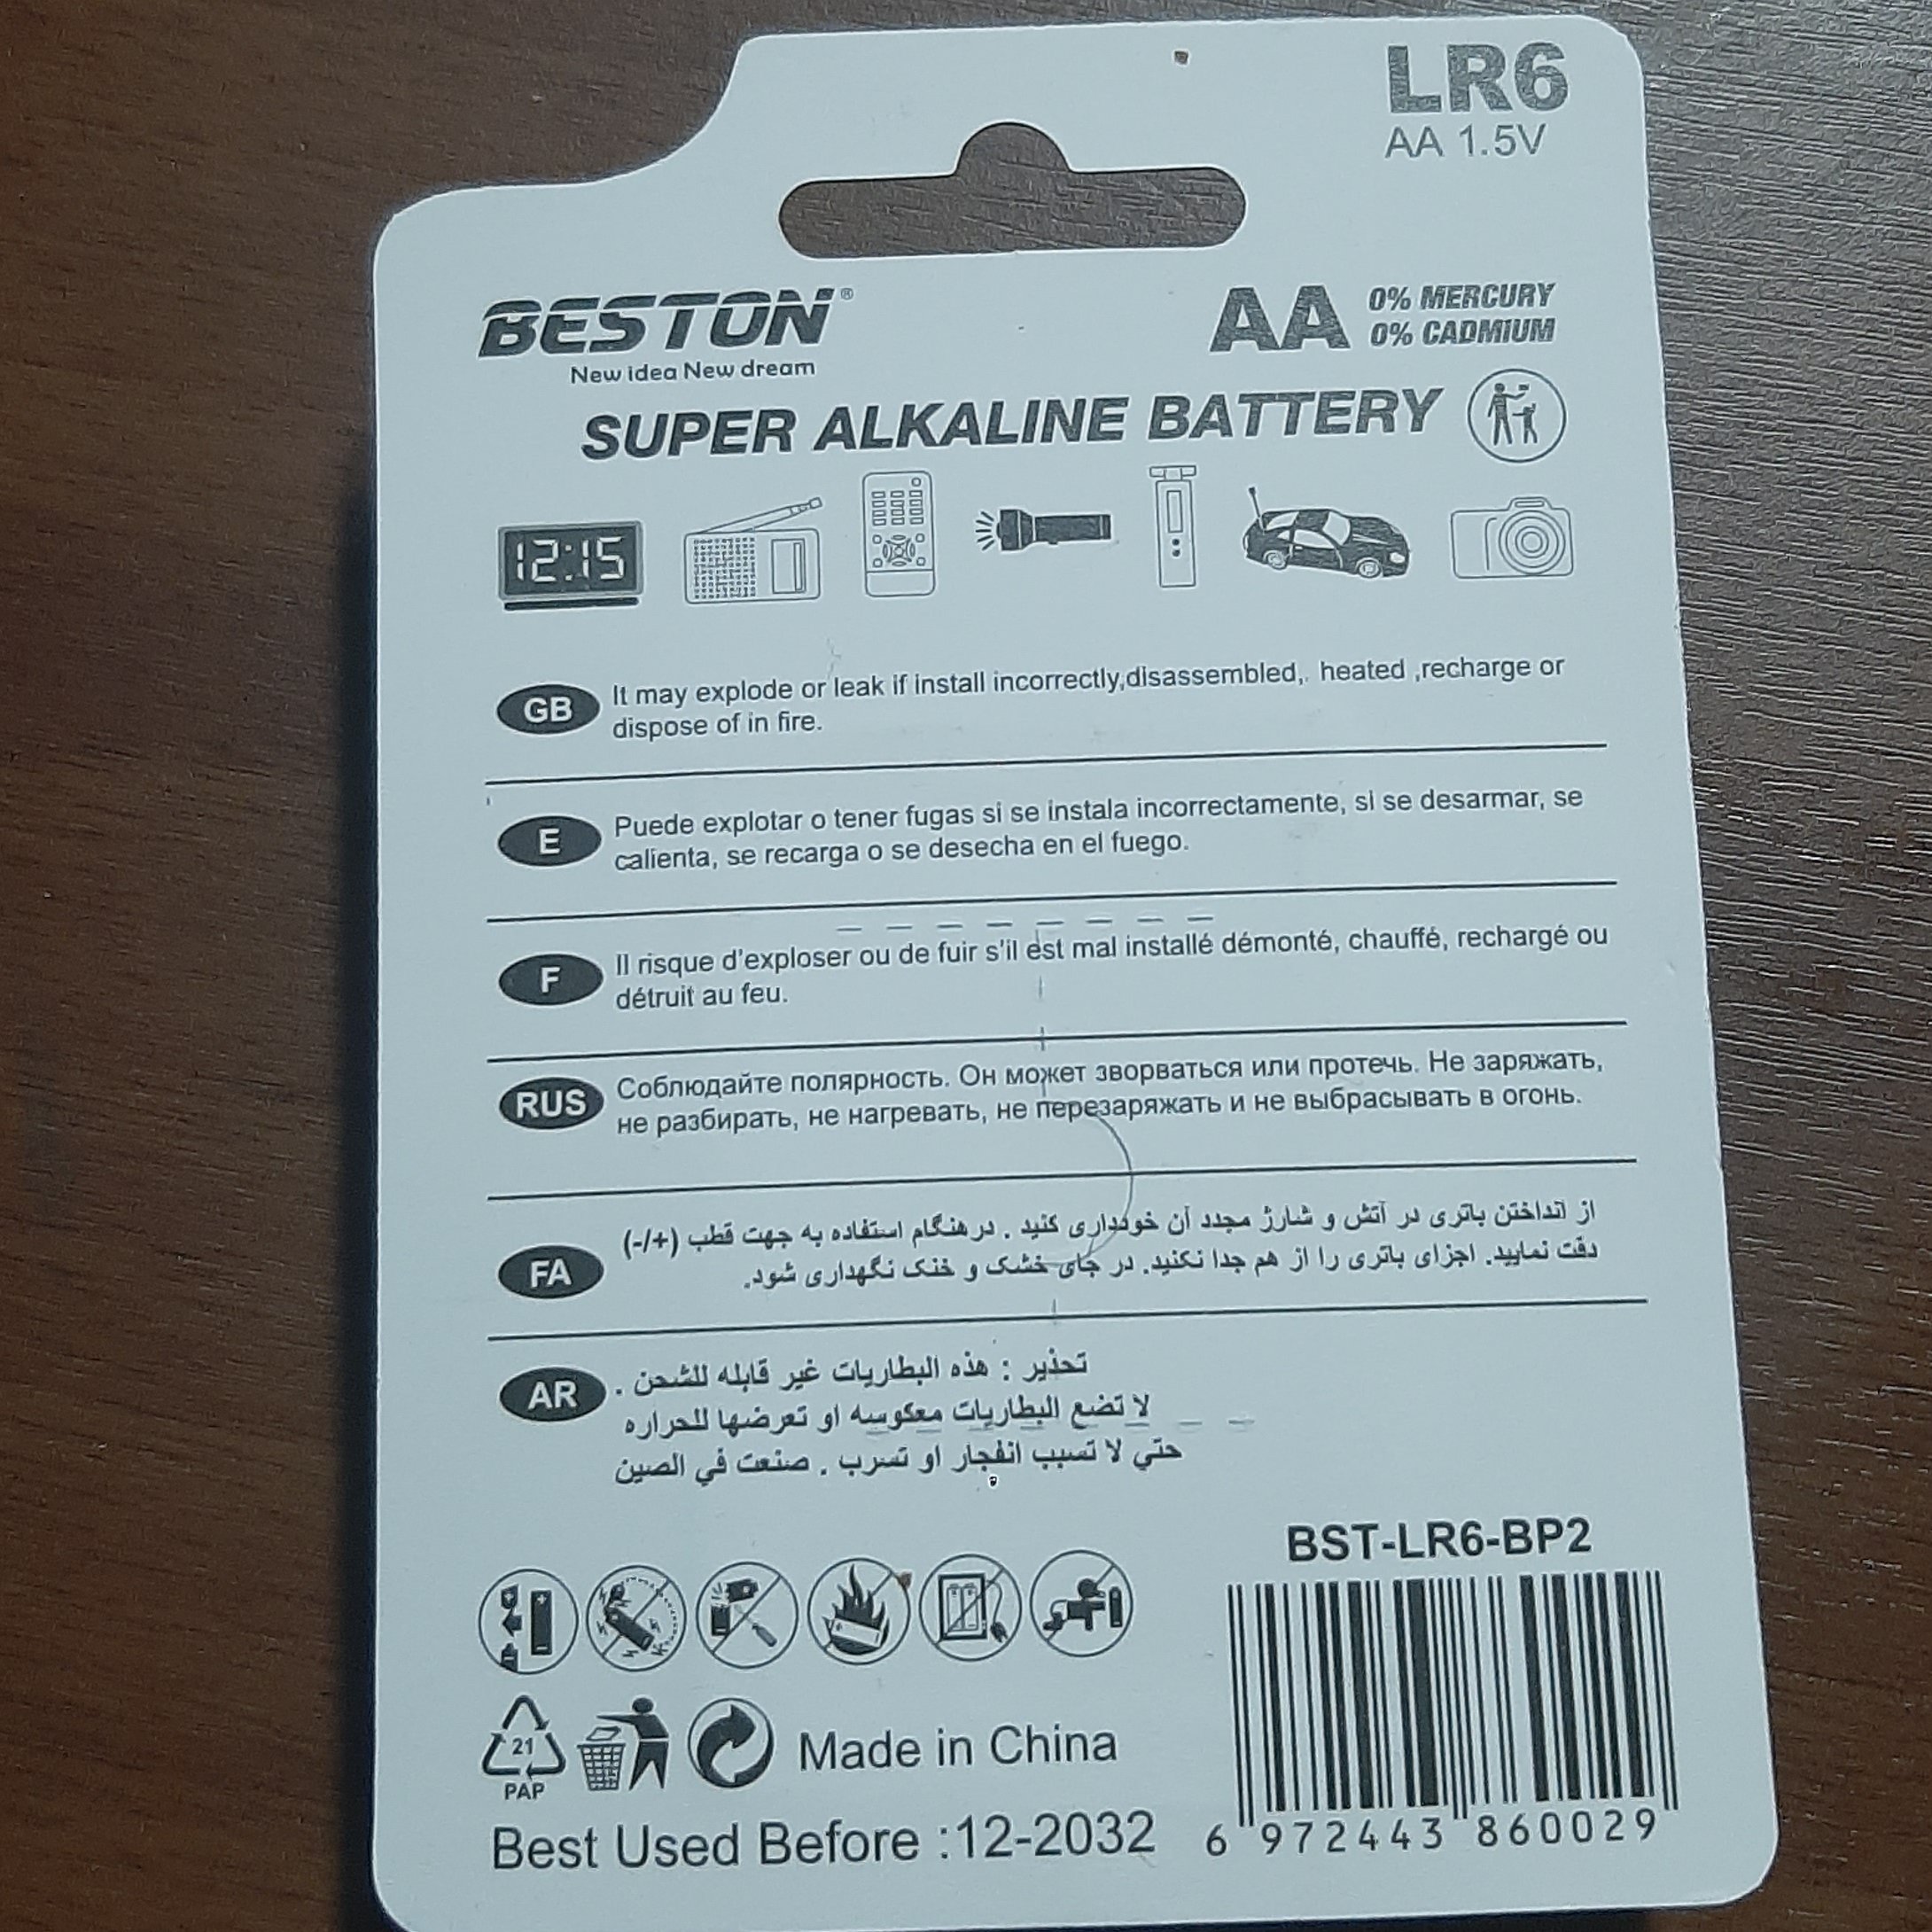 LR6
AA 1.5V
BESTON®
New idea New dream
AA
0% MERCURY
0% CADMIUM
SUPER ALKALINE BATTERY
12:15
GB
It may explode or leak if install incorrectly,disassembled,. heated ,recharge or
dispose of in fire.
E
Puede explotar o tener fugas si se instala incorrectamente, si se desarmar, se
calienta, se recarga o se desecha en el fuego.
F
Il risque d'exploser ou de fuir s'il est mal installé démonté, chauffé, rechargé ou
détruit au feu.
RUS
Соблюдайте полярность. Он может зворваться или протечь. Не заряжать,
не разбирать, не нагревать, не перезаряжать и не выбрасывать в огонь.
FA
از انداختن باتری در آتش و شارژ مجدد آن خودداری کنید . درهنگام استفاده به جهت قطب (+/-)
دقت نمایید. اجزای باتری را از هم جدا نکنید. در جای خشک و خنک نگهداری شود.
AR
تحذير : هذه البطاريات غير قابله للشحن .
لا تضع البطاريات معكوسه او تعرضها للحراره
حتي لا تسبب انفجار او تسرب . صنعت في الصين
BST-LR6-BP2
21
PAP
Made in China
Best Used Before :12-2032
6 972443 860029